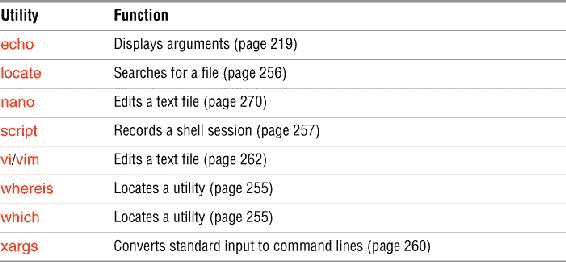 Utility Function
echo Displays arguments (page 219)
locate Searches for a file (page 256)
nano Edits a text file (page 270)
script Records a shell session (page 257)
vi/vim Edits a text file (page 262)
whereis Locates a utility (page 255)
which Locates a utility (page 255)
xargs Converts standard input to command lines (page 260)